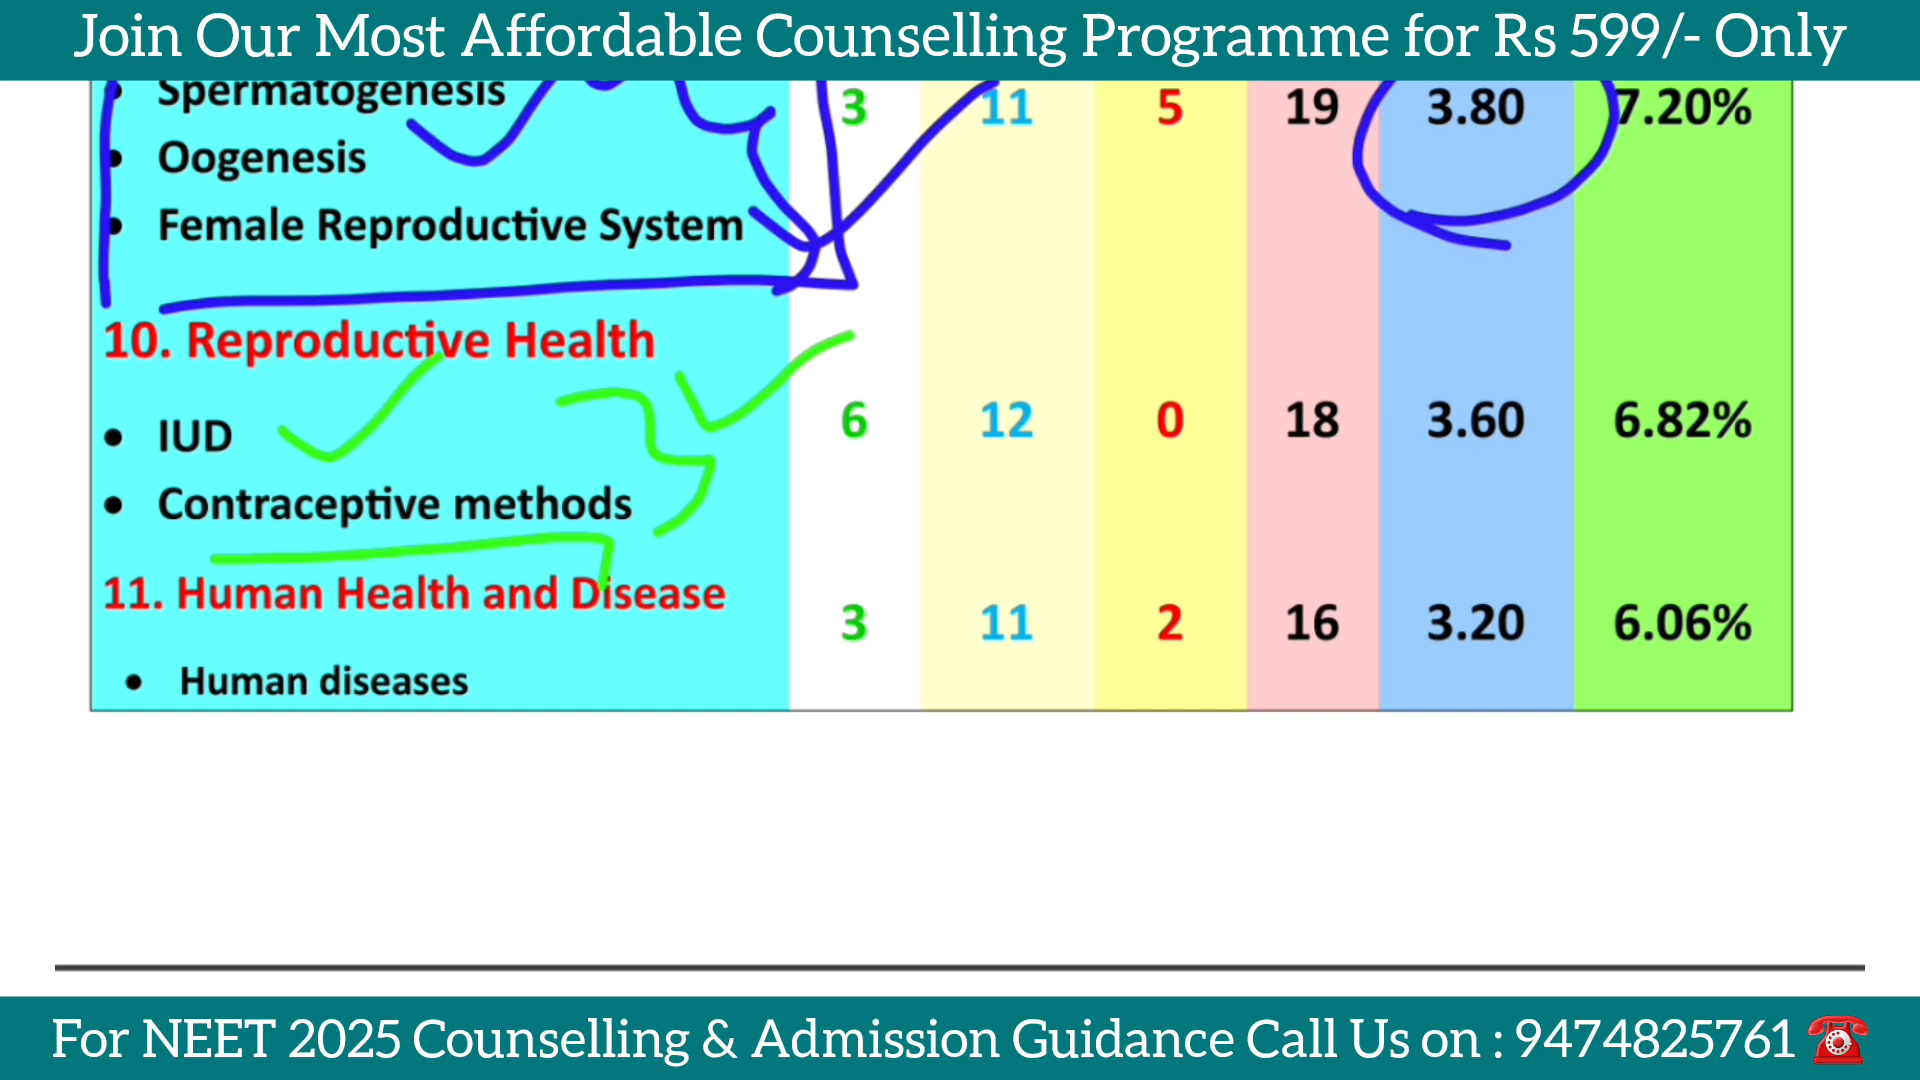 Join Our Most Affordable Counselling Programme for Rs 599/- Only
• Spermatogenesis 3 11 5 19 3.80 7.20%
• Oogenesis
• Female Reproductive System
10. Reproductive Health
• IUD 6 12 0 18 3.60 6.82%
• Contraceptive methods
11. Human Health and Disease 3 11 2 16 3.20 6.06%
• Human diseases
For NEET 2025 Counselling & Admission Guidance Call Us on : 9474825761 ☎️